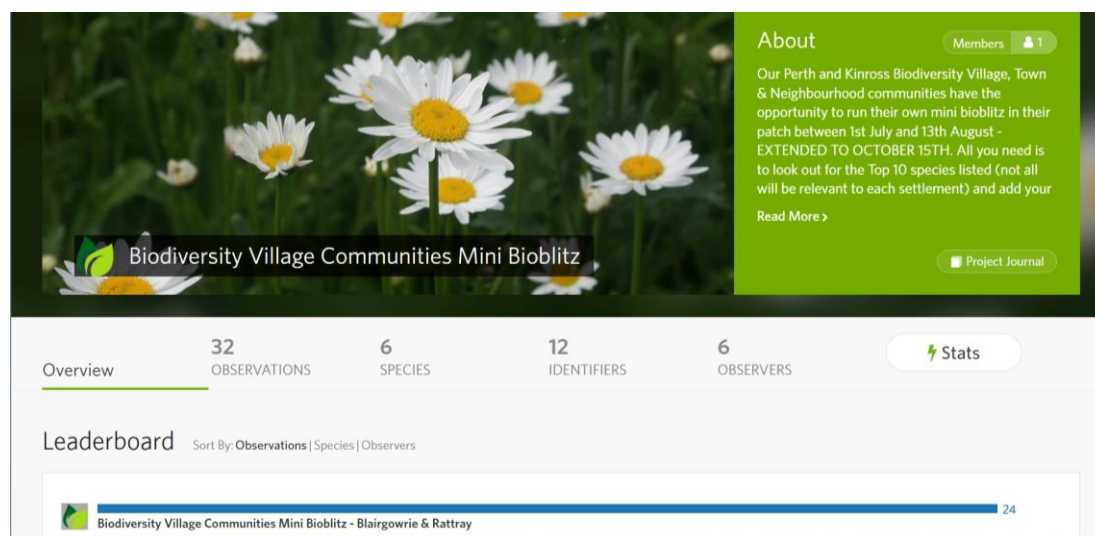 About
Members 1
Our Perth and Kinross Biodiversity Village, Town
& Neighbourhood communities have the
opportunity to run their own mini bioblitz in their
patch between 1st July and 13th August -
EXTENDED TO OCTOBER 15TH. All you need is
to look out for the Top 10 species listed (not all
will be relevant to each settlement) and add your
Read More >
Biodiversity Village Communities Mini Bioblitz
Project Journal
Overview
32
OBSERVATIONS
6
SPECIES
12
IDENTIFIERS
6
OBSERVERS
Stats
Leaderboard Sort By: Observations | Species | Observers
24
Biodiversity Village Communities Mini Bioblitz - Blairgowrie & Rattray